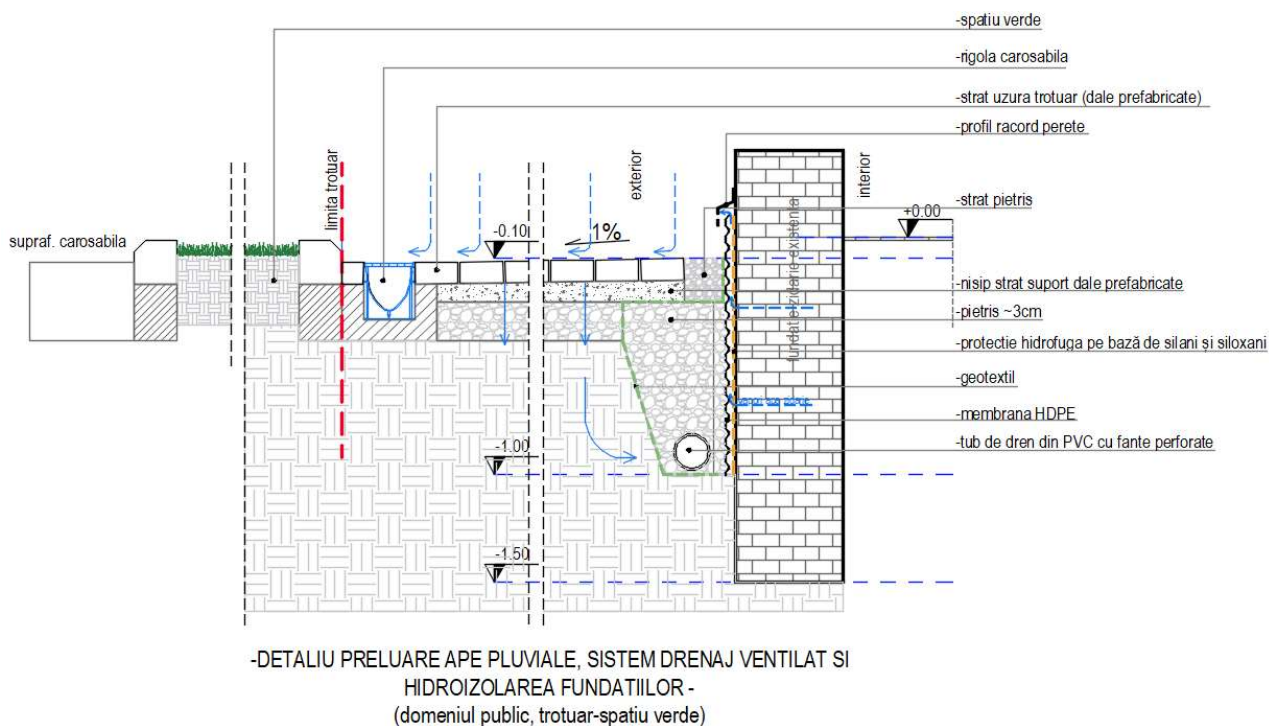 -spatiu verde
-rigola carosabila
-strat uzura trotuar (dale prefabricate)
-profil racord perete
limita trotuar
exterior
interior
-strat pietris
+0.00
supraf. carosabila
-0.10
1%
fundatie zidarie existenta
-nisip strat suport dale prefabricate
-pietris ~3cm
-protectie hidrofuga pe bază de silani și siloxani
-geotextil
-membrana HDPE
-tub de dren din PVC cu fante perforate
-1.00
-1.50
-DETALIU PRELUARE APE PLUVIALE, SISTEM DRENAJ VENTILAT SI
HIDROIZOLAREA FUNDATIILOR -
(domeniul public, trotuar-spatiu verde)